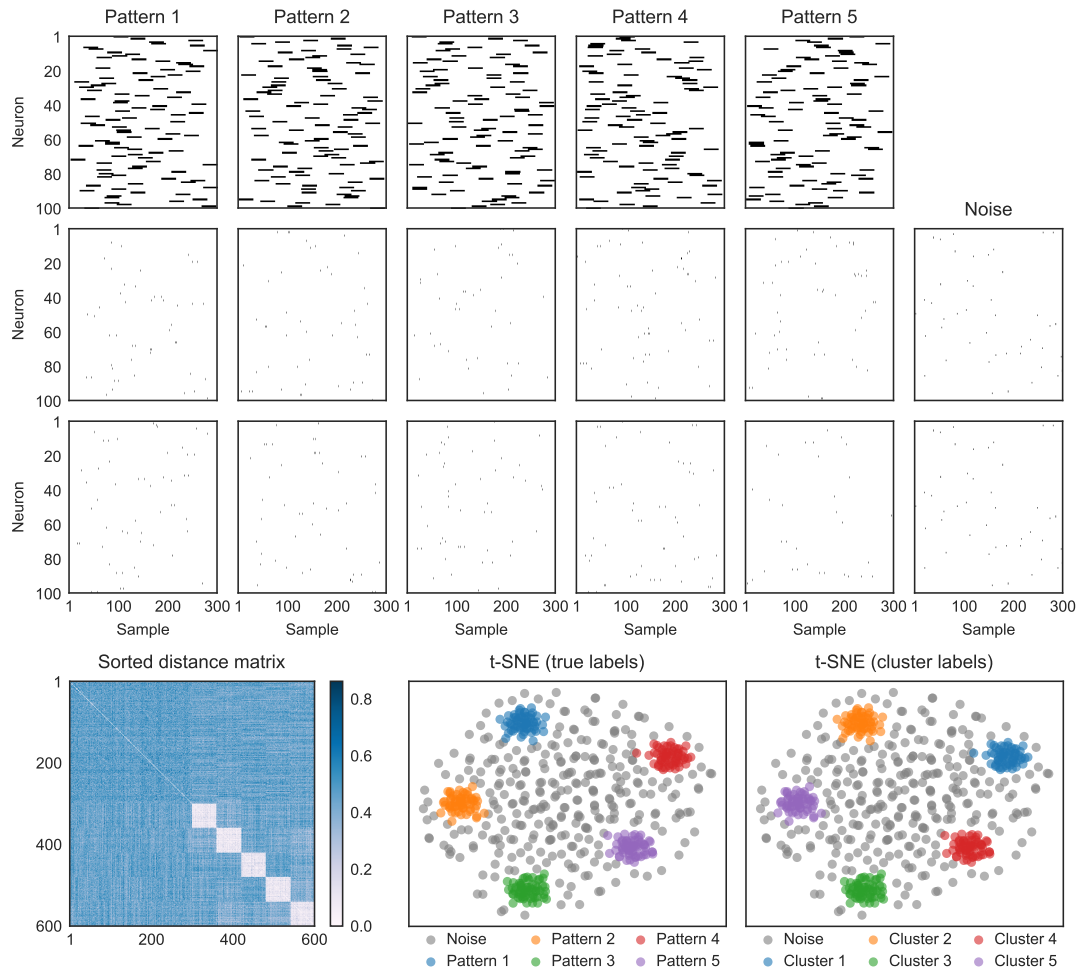 Pattern 1 Pattern 2 Pattern 3 Pattern 4 Pattern 5
1
20
40
60
80
100
Neuron
Noise
1
20
40
60
80
100
Neuron
1
20
40
60
80
100
Neuron
1 100 200 300 1 100 200 300 1 100 200 300 1 100 200 300 1 100 200 300 1 100 200 300
Sample Sample Sample Sample Sample Sample
Sorted distance matrix t-SNE (true labels) t-SNE (cluster labels)
1
200
400
600
1 200 400 600
0.8
0.6
0.4
0.2
0.0
Noise Pattern 2 Pattern 4
Pattern 1 Pattern 3 Pattern 5
Noise Cluster 2 Cluster 4
Cluster 1 Cluster 3 Cluster 5